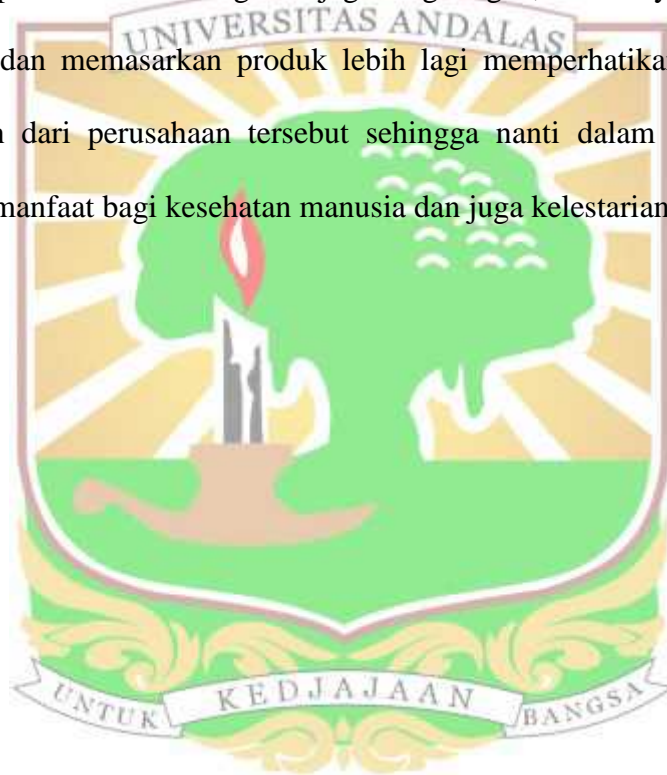 UNIVERSITAS ANDALAS
dan memasarkan produk lebih lagi memperhatikan
dari perusahaan tersebut sehingga nanti dalam
manfaat bagi kesehatan manusia dan juga kelestarian
UNTUK KEDJAJAAN BANGSA